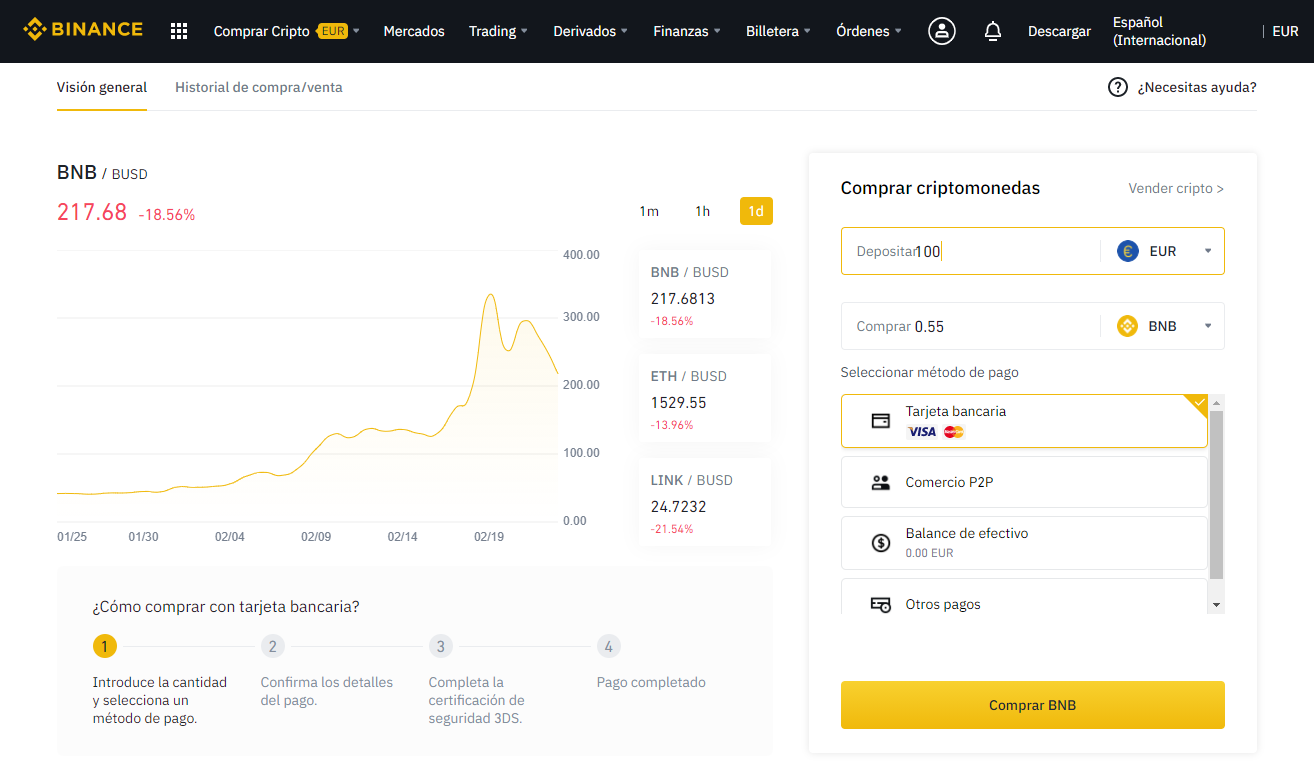 BINANCE
Comprar Cripto EUR
Mercados
Trading
Derivados
Finanzas
Billetera
Órdenes
Descargar
Español
(Internacional)
| EUR
Visión general
Historial de compra/venta
? ¿Necesitas ayuda?
BNB / BUSD
217.68 -18.56%
1m
1h
1d
400.00
300.00
200.00
100.00
0.00
01/25
01/30
02/04
02/09
02/14
02/19
BNB / BUSD
217.6813
-18.56%
ETH / BUSD
1529.55
-13.96%
LINK / BUSD
24.7232
-21.54%
¿Cómo comprar con tarjeta bancaria?
1
Introduce la cantidad
y selecciona un
método de pago.
2
Confirma los detalles
del pago.
3
Completa la
certificación de
seguridad 3DS.
4
Pago completado
Comprar criptomonedas
Vender cripto >
Depositar 100
€ EUR
Comprar 0.55
BNB
Seleccionar método de pago
Tarjeta bancaria
VISA
Comercio P2P
$ Balance de efectivo
0.00 EUR
Otros pagos
Comprar BNB